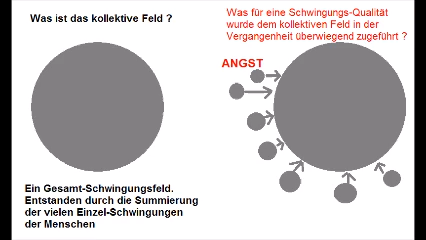 Was ist das kollektive Feld ?
Ein Gesamt-Schwingungsfeld.
Entstanden durch die Summierung
der vielen Einzel-Schwingungen
der Menschen
Was für eine Schwingungs-Qualität
wurde dem kollektiven Feld in der
Vergangenheit überwiegend zugeführt ?
ANGST